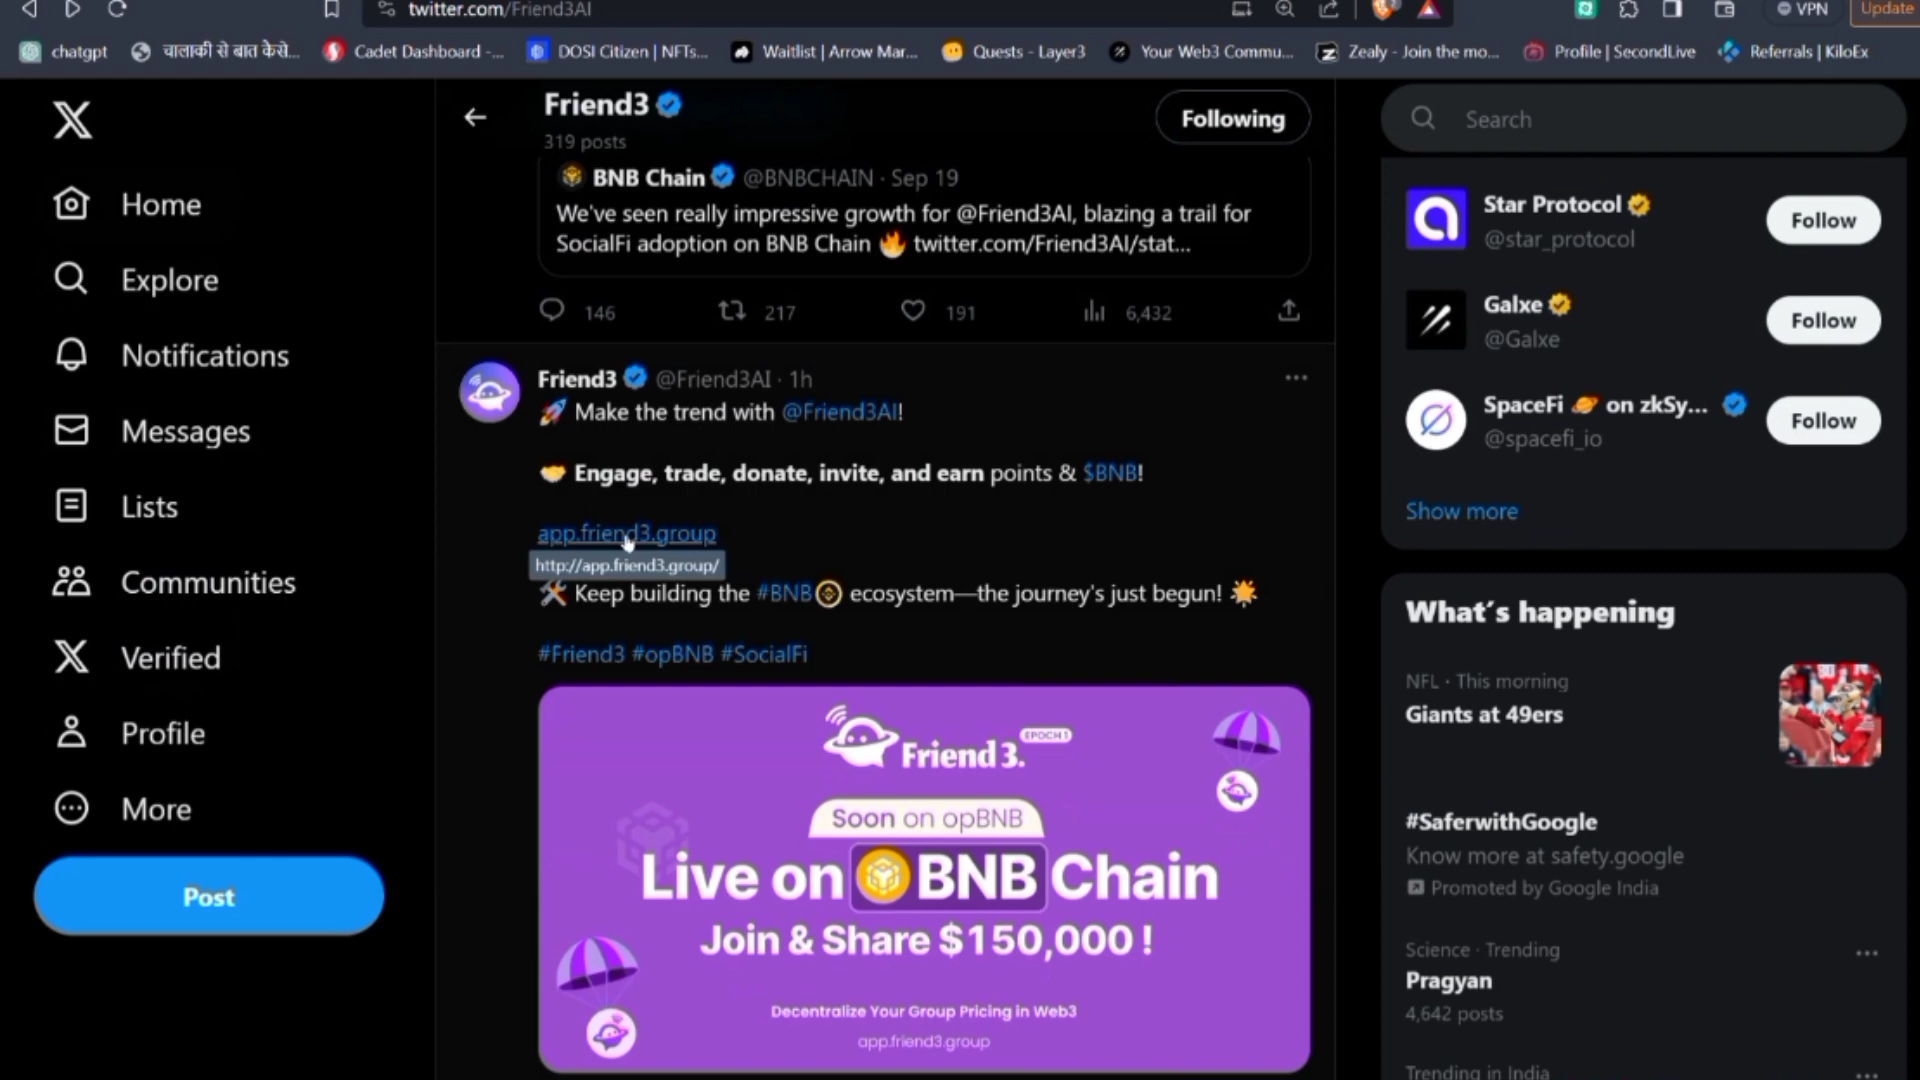 twitter.com/Friend3AI
VPN
Update
chatgpt
चालाकी से बात कैसे...
Cadet Dashboard -...
DOSI Citizen | NFTs...
Waitlist | Arrow Mar...
Quests - Layer3
Your Web3 Commu...
Zealy - Join the mo...
Profile | SecondLive
Referrals | KiloEx
Home
Explore
Notifications
Messages
Lists
Communities
Verified
Profile
More
Post
Friend3
319 posts
Following
BNB Chain @BNBCHAIN · Sep 19
We've seen really impressive growth for @Friend3AI, blazing a trail for
SocialFi adoption on BNB Chain 🔥 twitter.com/Friend3AI/stat...
146 217 191 6,432
Friend3 @Friend3AI · 1h
🚀 Make the trend with @Friend3AI!
🤝 Engage, trade, donate, invite, and earn points & $BNB!
app.friend3.group
http://app.friend3.group/
🛠 Keep building the #BNB ecosystem—the journey's just begun! 🌟
#Friend3 #opBNB #SocialFi
Friend3.
EPOCH 1
Soon on opBNB
Live on BNB Chain
Join & Share $150,000 !
Decentralize Your Group Pricing in Web3
app.friend3.group
Search
Star Protocol
@star_protocol
Follow
Galxe
@Galxe
Follow
SpaceFi 🪐 on zkSy...
@spacefi_io
Follow
Show more
What's happening
NFL · This morning
Giants at 49ers
#SaferwithGoogle
Know more at safety.google
Promoted by Google India
Science · Trending
Pragyan
4,642 posts
Trending in India